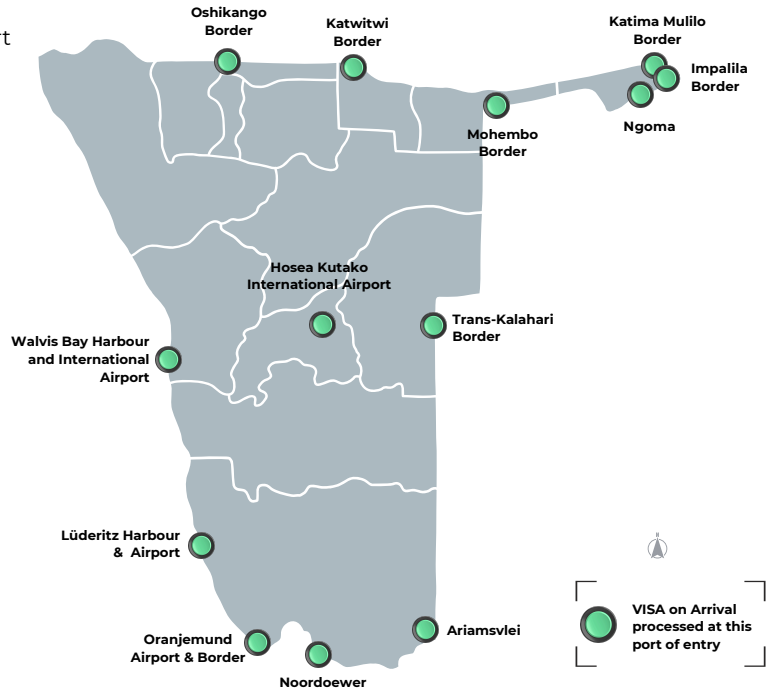 rt
Oshikango
Border
Katwitwi
Border
Katima Mulilo
Border
Impalila
Border
Ngoma
Mohembo
Border
Hosea Kutako
International Airport
Trans-Kalahari
Border
Walvis Bay Harbour
and International
Airport
Lüderitz Harbour
& Airport
Oranjemund
Airport & Border
Noordoewer
Ariamsvlei
VISA on Arrival
processed at this
port of entry